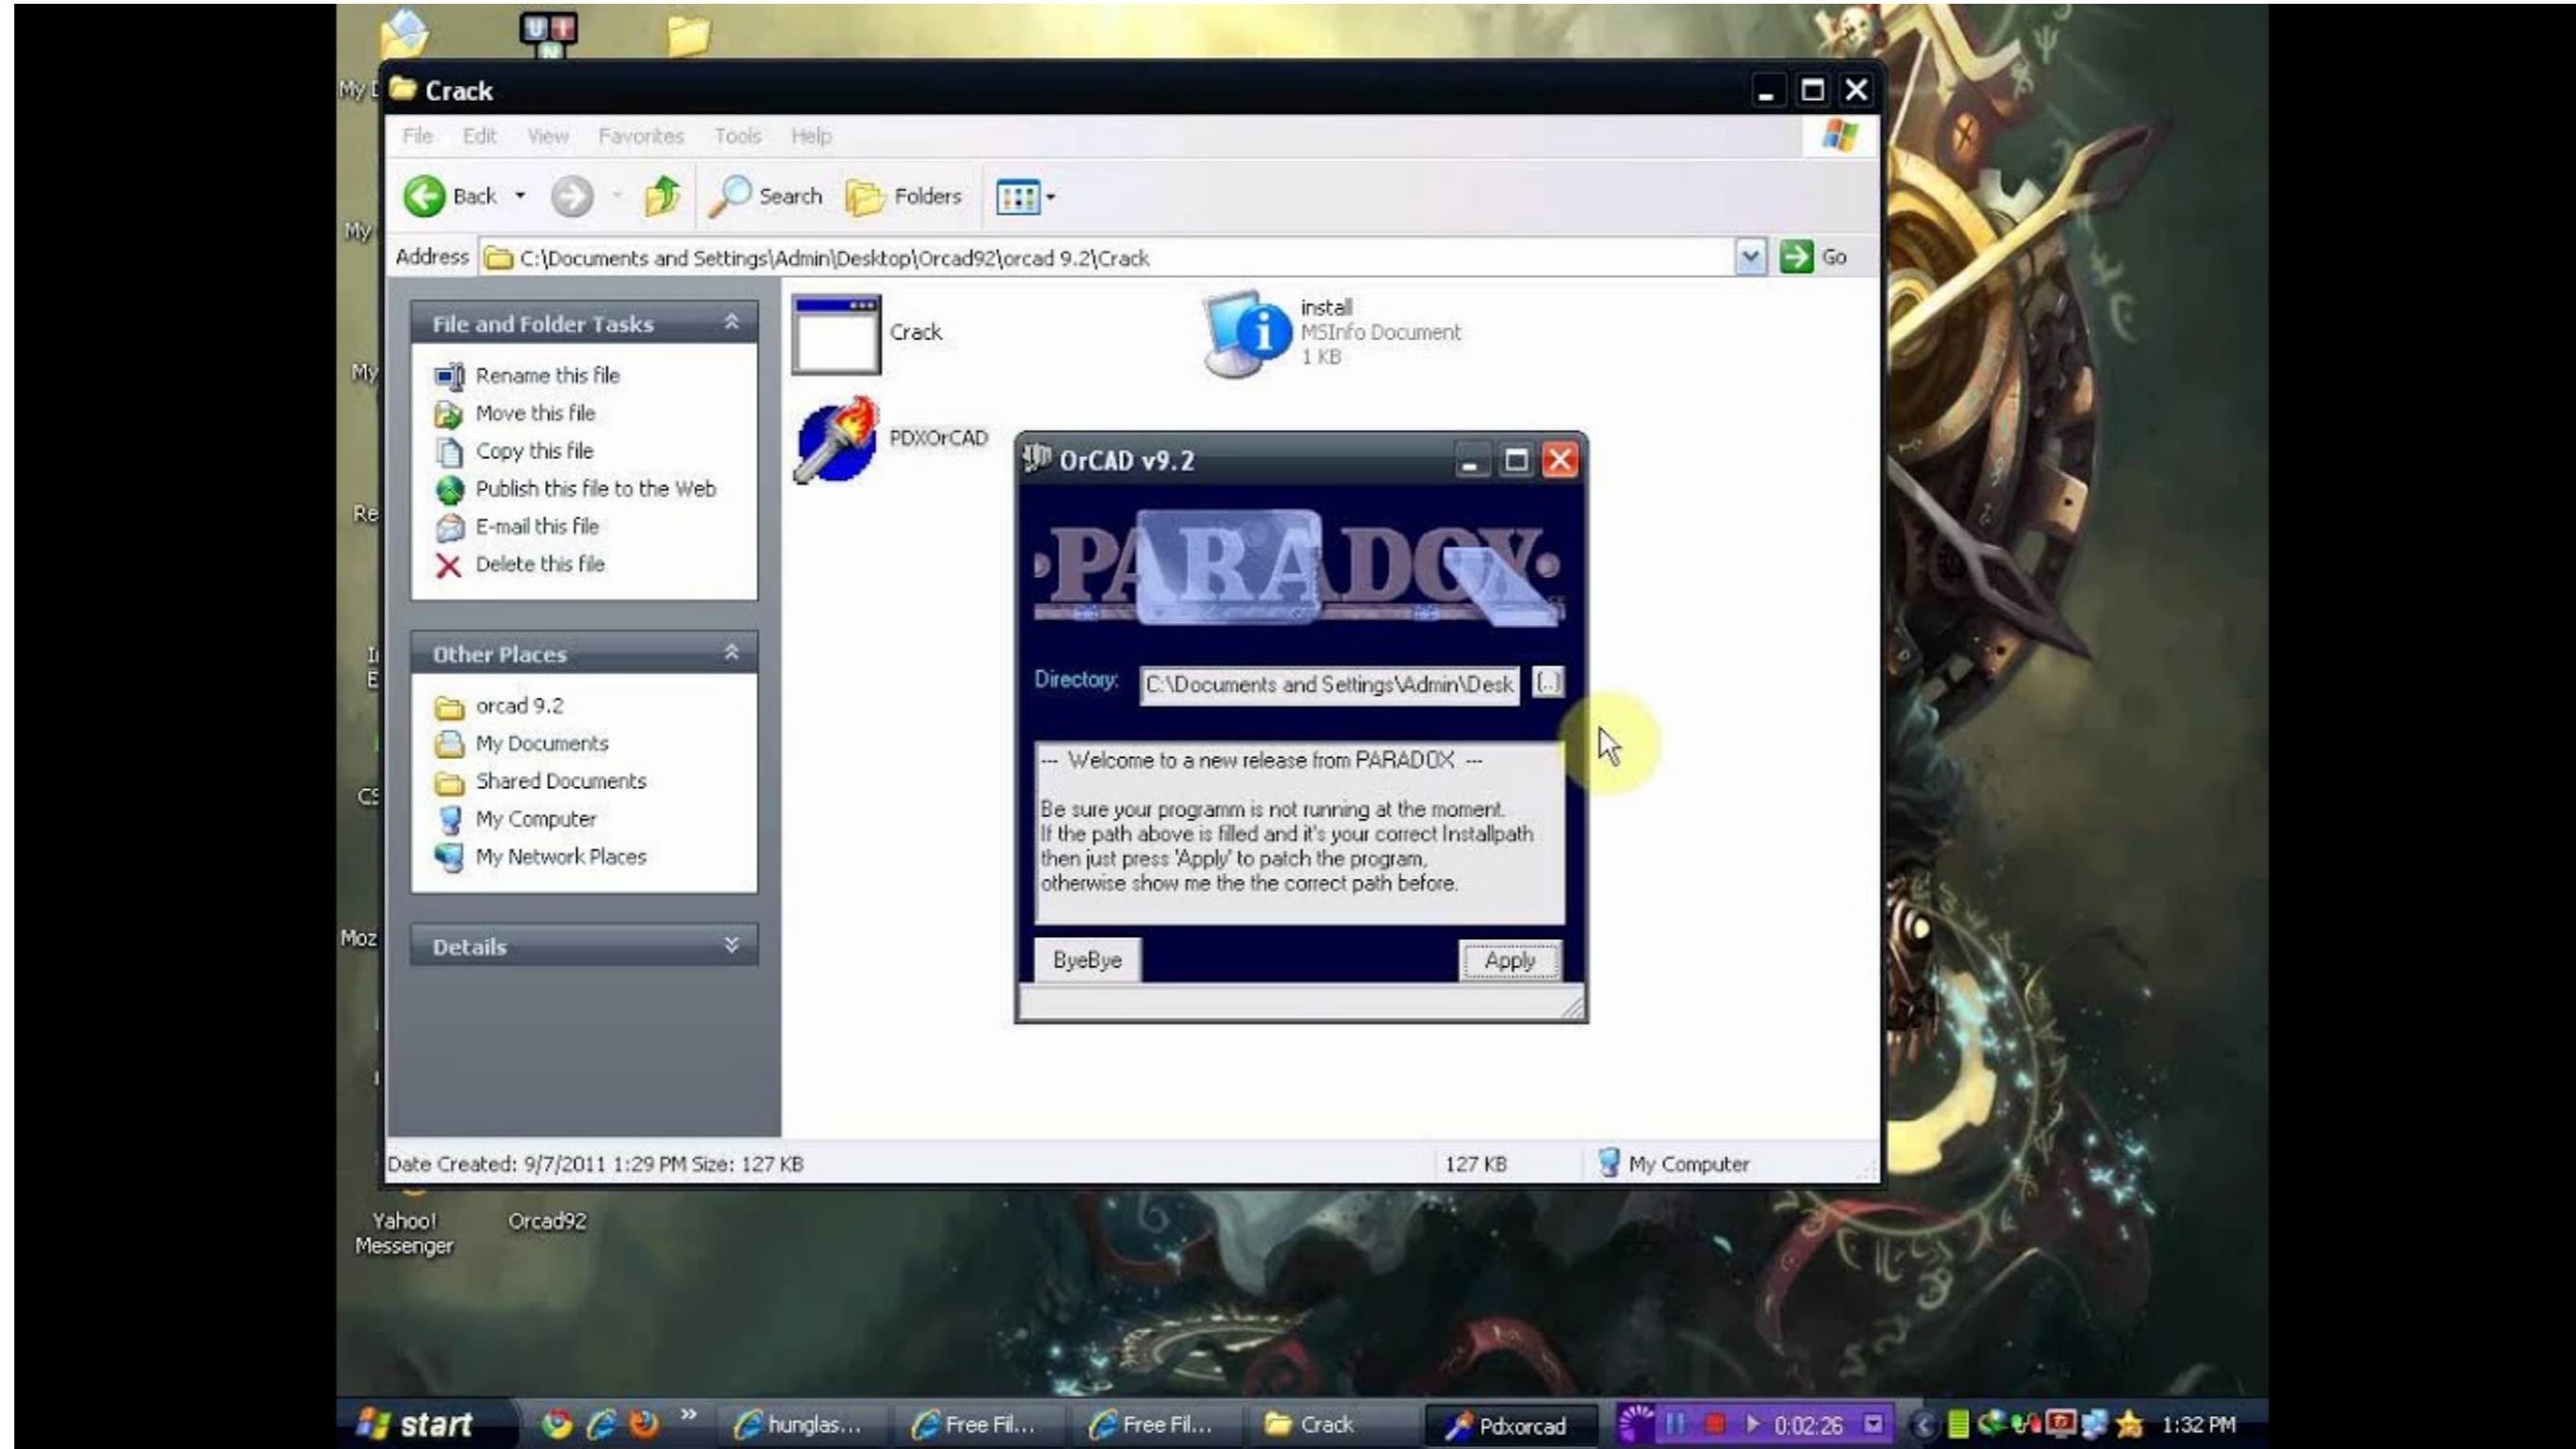 U I
N
My
Crack
File Edit View Favorites Tools Help
Back Search Folders
Address C:\Documents and Settings\Admin\Desktop\Orcad92\orcad 9.2\Crack Go
File and Folder Tasks
Rename this file
Move this file
Copy this file
Publish this file to the Web
E-mail this file
Delete this file
Other Places
orcad 9.2
My Documents
Shared Documents
My Computer
My Network Places
Details
Crack
install
MSInfo Document
1 KB
PDXOrCAD
OrCAD v9.2
PARADOX
Directory: C:\Documents and Settings\Admin\Desk [..]
--- Welcome to a new release from PARADOX ---
Be sure your programm is not running at the moment.
If the path above is filled and it's your correct Installpath
then just press 'Apply' to patch the program,
otherwise show me the the correct path before.
ByeBye Apply
Date Created: 9/7/2011 1:29 PM Size: 127 KB 127 KB My Computer
My
My
Re
Moz
Yahoo!
Messenger
Orcad92
start hunglas... Free Fil... Free Fil... Crack Pdxorcad 0:02:26 1:32 PM